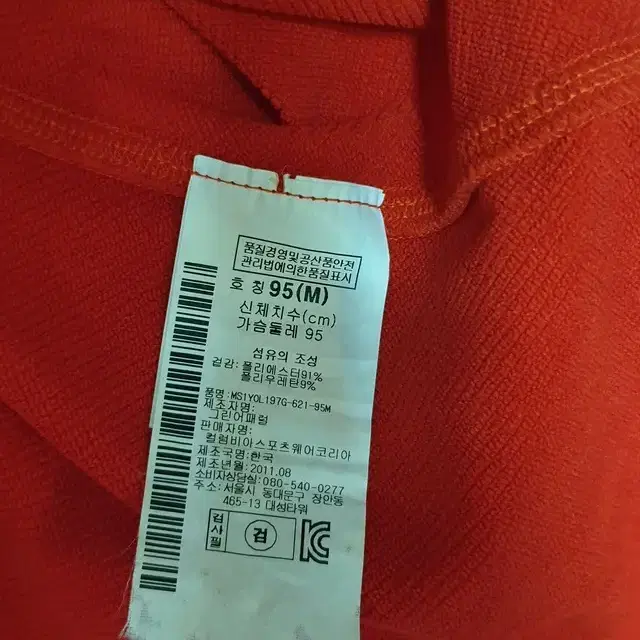 품질경영및공산품안전
관리법에의한품질표시
호 칭 95(M)
신체치수(cm)
가슴둘레 95
섬유의 조성
겉감: 폴리에스터91%
폴리우레탄9%
품명:MS1YOL197G-621-95M
제조자명:
그린어패럴
판매자명:
컬럼비아스포츠웨어코리아
제조국명:한국
제조년월:2011.08
소비자상담실:080-540-0277
주소:서울시 동대문구 장안동
465-13 대성타워
검사필
검